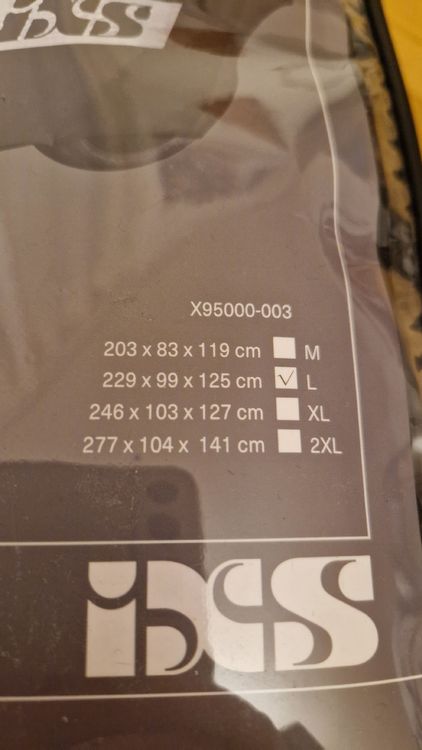 iXS
X95000-003
203 x 83 x 119 cm M
229 x 99 x 125 cm ✓ L
246 x 103 x 127 cm XL
277 x 104 x 141 cm 2XL
iXS